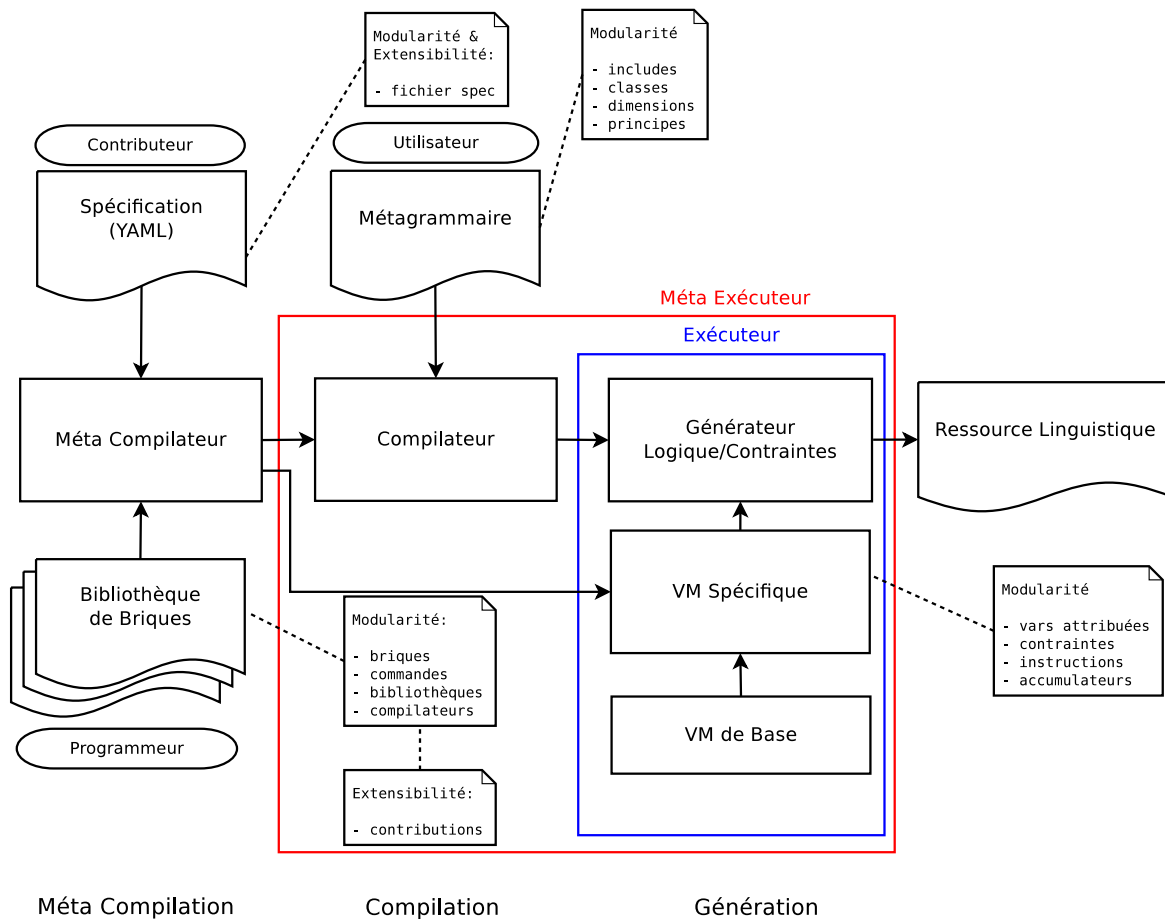 Modularité &
Extensibilité:
- fichier spec
Modularité
- includes
- classes
- dimensions
- principes
Contributeur
Utilisateur
Spécification
(YAML)
Métagrammaire
Méta Exécuteur
Exécuteur
Méta Compilateur
Compilateur
Générateur
Logique/Contraintes
Ressource Linguistique
Bibliothèque
de Briques
VM Spécifique
Modularité:
- briques
- commandes
- bibliothèques
- compilateurs
Modularité
- vars attribuées
- contraintes
- instructions
- accumulateurs
Programmeur
VM de Base
Extensibilité:
- contributions
Méta Compilation
Compilation
Génération